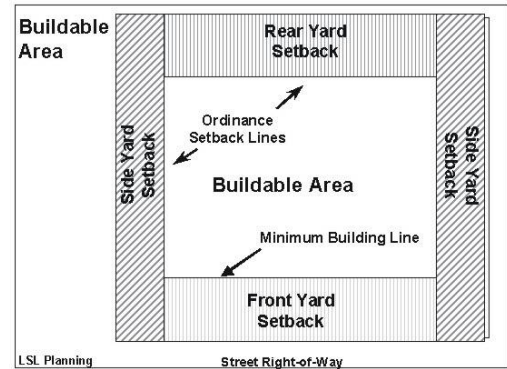 Buildable
Area
Rear Yard
Setback
Ordinance
Setback Lines
Side Yard
Setback
Side Yard
Setback
Buildable Area
Minimum Building Line
Front Yard
Setback
LSL Planning
Street Right-of-Way